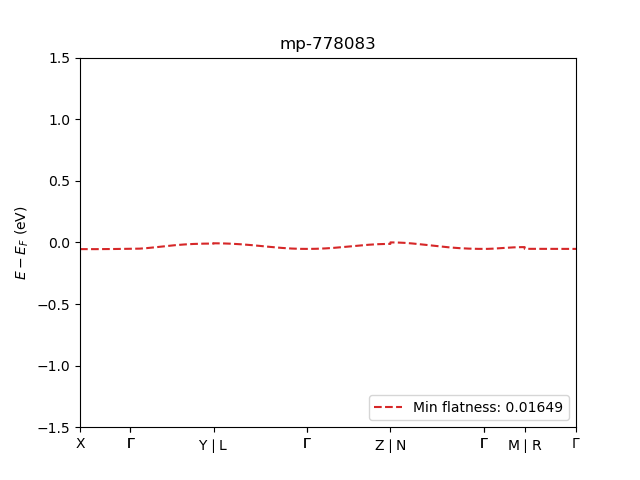 mp-778083
1.5
1.0
0.5
0.0
−0.5
−1.0
−1.5
E − E_F (eV)
Min flatness: 0.01649
X Γ Y | L Γ Z | N Γ M | R Γ